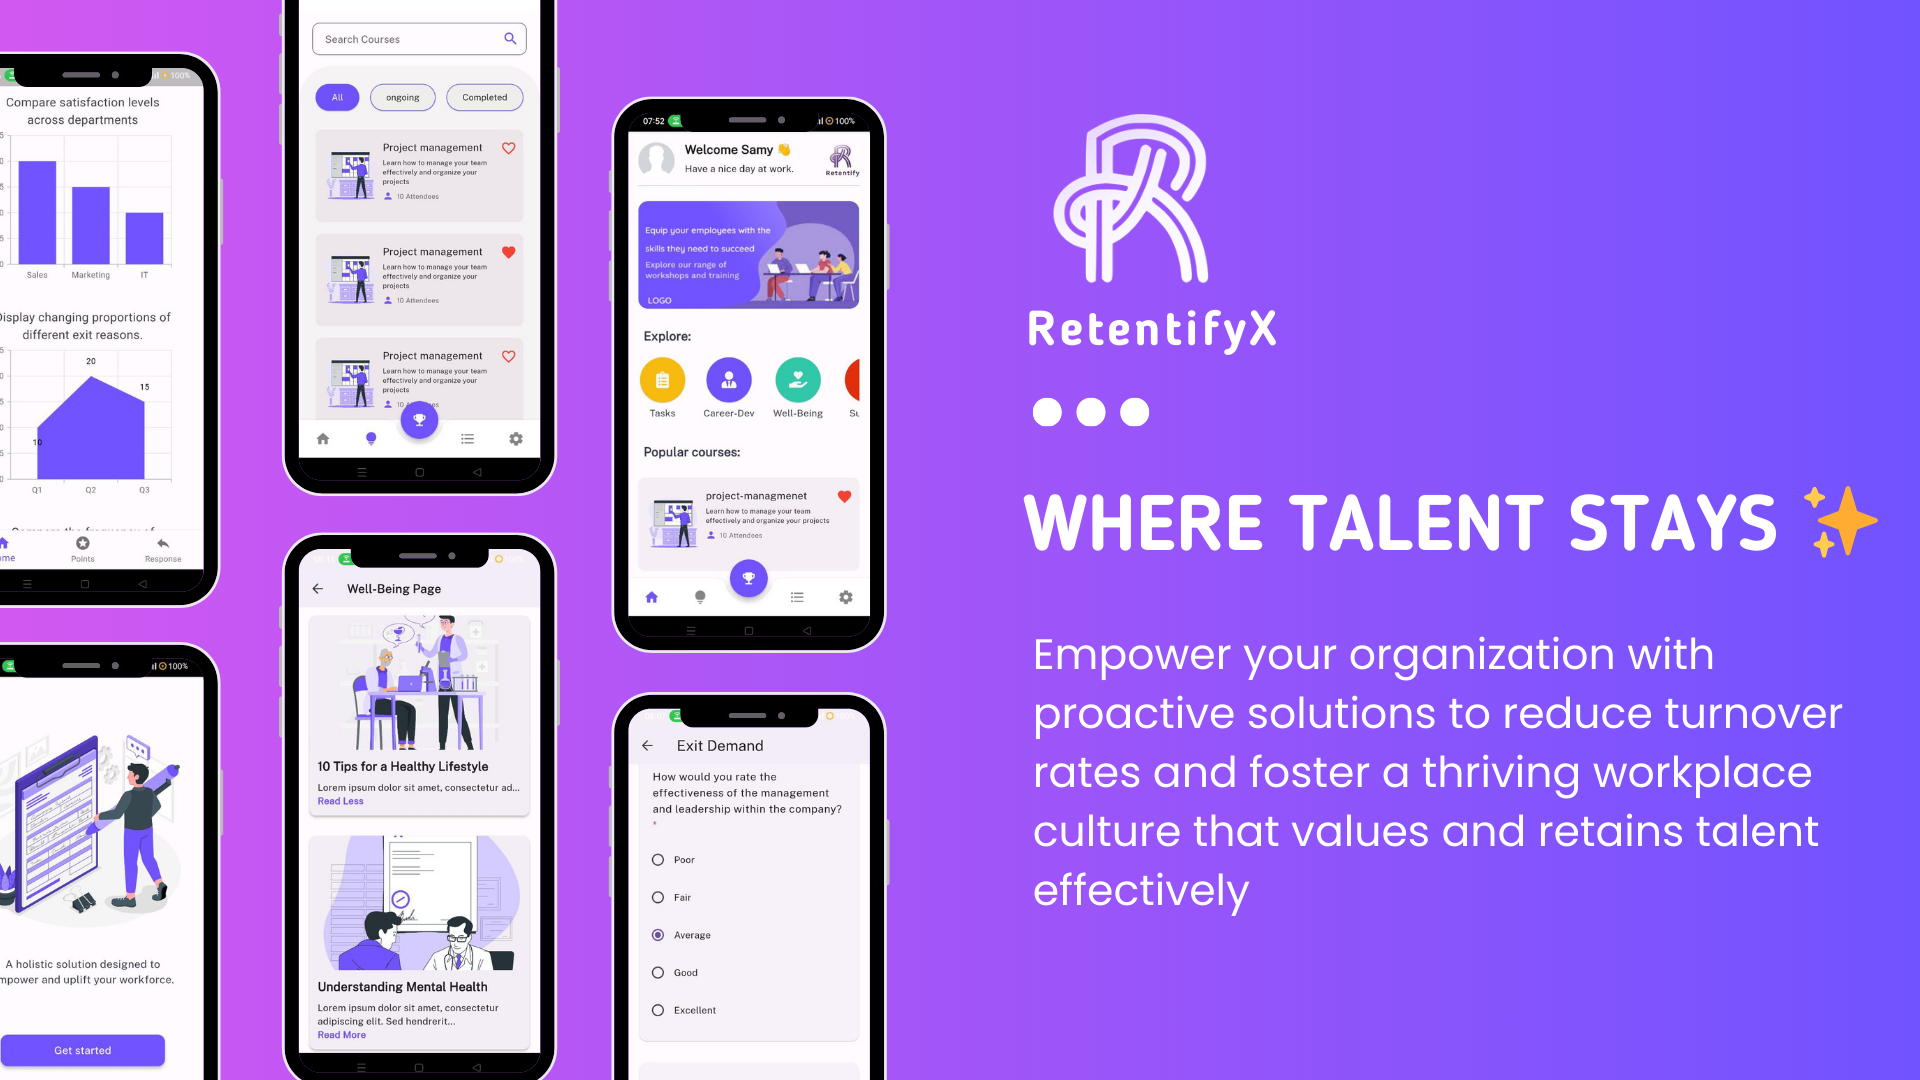 100%
Compare satisfaction levels
across departments
Sales Marketing IT
Display changing proportions of
different exit reasons.
20
15
10
Q1 Q2 Q3
Points Response
100%
A holistic solution designed to
mpower and uplift your workforce.
Get started
Search Courses
All ongoing Completed
Project management
Learn how to manage your team
effectively and organize your
projects
10 Attendees
Project management
Learn how to manage your team
effectively and organize your
projects
10 Attendees
Project management
Learn how to manage your team
effectively and organize your
projects
Well-Being Page
10 Tips for a Healthy Lifestyle
Lorem ipsum dolor sit amet, consectetur ad...
Read Less
Understanding Mental Health
Lorem ipsum dolor sit amet, consectetur
adipiscing elit. Sed hendrerit...
Read More
07:52 100%
Welcome Samy 👋
Have a nice day at work.
Retentify
Equip your employees with the
skills they need to succeed
Explore our range of
workshops and training
LOGO
Explore:
Tasks Career-Dev Well-Being Su
Popular courses:
project-managmenet
Learn how to manage your team
effectively and organize your projects
10 Attendees
Exit Demand
How would you rate the
effectiveness of the management
and leadership within the company?
*
Poor
Fair
Average
Good
Excellent
RetentifyX
WHERE TALENT STAYS ✨
Empower your organization with
proactive solutions to reduce turnover
rates and foster a thriving workplace
culture that values and retains talent
effectively